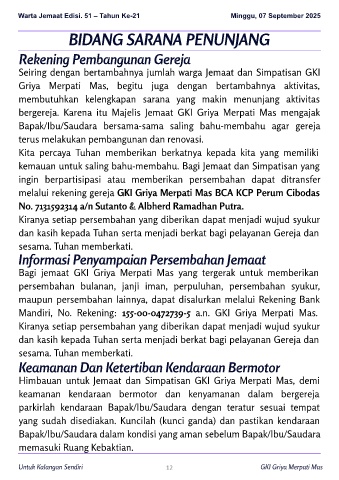 Warta Jemaat Edisi. 51 – Tahun Ke-21 Minggu, 07 September 2025
BIDANG SARANA PENUNJANG
Rekening Pembangunan Gereja
Seiring dengan bertambahnya jumlah warga Jemaat dan Simpatisan GKI
Griya Merpati Mas, begitu juga dengan bertambahnya aktivitas,
membutuhkan kelengkapan sarana yang makin menunjang aktivitas
bergereja. Karena itu Majelis Jemaat GKI Griya Merpati Mas mengajak
Bapak/Ibu/Saudara bersama-sama saling bahu-membahu agar gereja
terus melakukan pembangunan dan renovasi.
Kita percaya Tuhan memberikan berkatnya kepada kita yang memiliki
kemauan untuk saling bahu-membahu. Bagi Jemaat dan Simpatisan yang
ingin berpartisipasi atau memberikan persembahan dapat ditransfer
melalui rekening gereja GKI Griya Merpati Mas BCA KCP Perum Cibodas
No. 7131592314 a/n Sutanto & Albherd Ramadhan Putra.
Kiranya setiap persembahan yang diberikan dapat menjadi wujud syukur
dan kasih kepada Tuhan serta menjadi berkat bagi pelayanan Gereja dan
sesama. Tuhan memberkati.
Informasi Penyampaian Persembahan Jemaat
Bagi jemaat GKI Griya Merpati Mas yang tergerak untuk memberikan
persembahan bulanan, janji iman, perpuluhan, persembahan syukur,
maupun persembahan lainnya, dapat disalurkan melalui Rekening Bank
Mandiri, No. Rekening: 155-00-0472739-5 a.n. GKI Griya Merpati Mas.
Kiranya setiap persembahan yang diberikan dapat menjadi wujud syukur
dan kasih kepada Tuhan serta menjadi berkat bagi pelayanan Gereja dan
sesama. Tuhan memberkati.
Keamanan Dan Ketertiban Kendaraan Bermotor
Himbauan untuk Jemaat dan Simpatisan GKI Griya Merpati Mas, demi
keamanan kendaraan bermotor dan kenyamanan dalam bergereja
parkirlah kendaraan Bapak/Ibu/Saudara dengan teratur sesuai tempat
yang sudah disediakan. Kuncilah (kunci ganda) dan pastikan kendaraan
Bapak/Ibu/Saudara dalam kondisi yang aman sebelum Bapak/Ibu/Saudara
memasuki Ruang Kebaktian.
Untuk Kalangan Sendiri 12 GKI Griya Merpati Mas